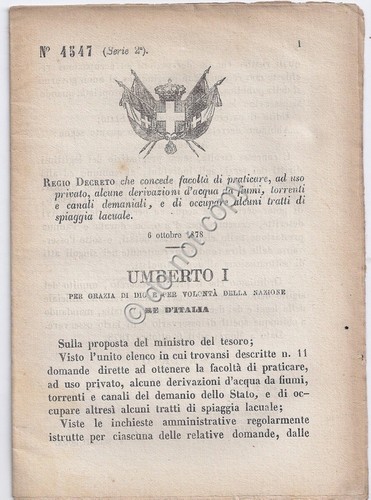 N° 4547 (Serie 2ª). 1
REGIO DECRETO che concede facoltà di praticare, ad uso
privato, alcune derivazioni d'acqua da fiumi, torrenti
e canali demaniali, e di occupare alcuni tratti di
spiaggia lacuale.
6 ottobre 1878
UMBERTO I
PER GRAZIA DI DIO E PER VOLONTÀ DELLA NAZIONE
RE D'ITALIA
Sulla proposta del ministro del tesoro;
Visto l'unito elenco in cui trovansi descritte n. 11
domande dirette ad ottenere la facoltà di praticare,
ad uso privato, alcune derivazioni d'acqua da fiumi,
torrenti e canali del demanio dello Stato, e di oc-
cupare altresì alcuni tratti di spiaggia lacuale;
Viste le inchieste amministrative regolarmente
istrutte per ciascuna delle relative domande, dalle
do not copy